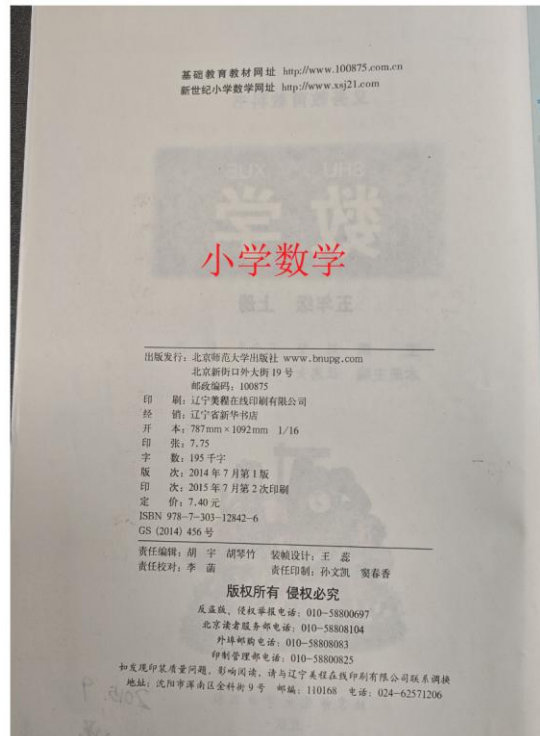 基础教育教材网址 http://www.100875.com.cn
新世纪小学数学网址 http://www.xsj21.com
SHU XUE
数学
小学数学
五年级 上册
出版发行：北京师范大学出版社 www.bnupg.com
北京新街口外大街19号
邮政编码：100875
印 刷：辽宁美程在线印刷有限公司
经 销：辽宁省新华书店
开 本：787mm×1092mm 1/16
印 张：7.75
字 数：195千字
版 次：2014年7月第1版
印 次：2015年7月第2次印刷
定 价：7.40元
ISBN 978-7-303-12842-6
GS (2014) 456号
责任编辑：胡 宇 胡琴竹 装帧设计：王 蕊
责任校对：李 菡 责任印制：孙文凯 窦春香
版权所有 侵权必究
反盗版、侵权举报电话：010-58800697
北京读者服务部电话：010-58808104
外埠邮购电话：010-58808083
印制管理部电话：010-58800825
如发现印装质量问题，影响阅读，请与辽宁美程在线印刷有限公司联系调换
地址：沈阳市浑南区金科街9号 邮编：110168 电话：024-62571206